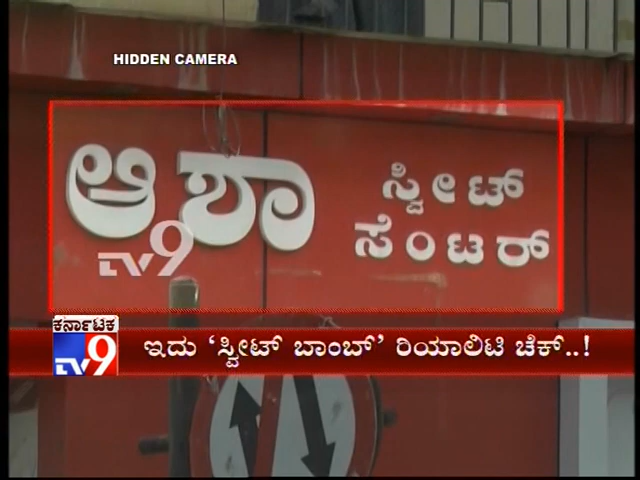 HIDDEN CAMERA
ಆಶಾ ಸ್ವೀಟ್
ಸೆಂಟರ್
TV9
ಕರ್ನಾಟಕ
TV9 ಇದು ‘ಸ್ವೀಟ್ ಬಾಂಬ್’ ರಿಯಾಲಿಟಿ ಚೆಕ್..!